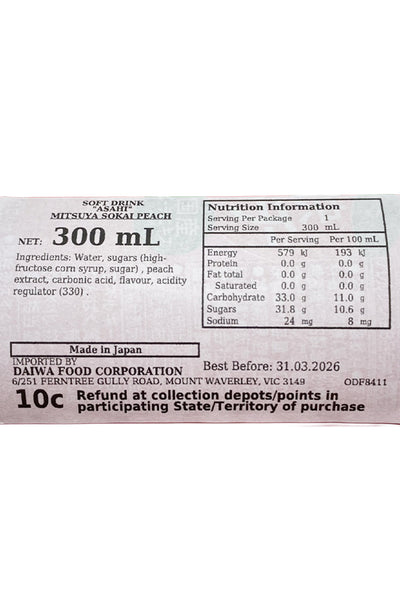 SOFT DRINK
"ASAHI"
MITSUYA SOKAI PEACH
NET: 300 mL
Ingredients: Water, sugars (high-
fructose corn syrup, sugar) , peach
extract, carbonic acid, flavour, acidity
regulator (330) .
Nutrition Information
Serving Per Package 1
Serving Size 300 mL
Per Serving Per 100 mL
Energy 579 kJ 193 kJ
Protein 0.0 g 0.0 g
Fat total 0.0 g 0.0 g
Saturated 0.0 g 0.0 g
Carbohydrate 33.0 g 11.0 g
Sugars 31.8 g 10.6 g
Sodium 24 mg 8 mg
Made in Japan
IMPORTED BY
DAIWA FOOD CORPORATION
Best Before: 31.03.2026
6/251 FERNTREE GULLY ROAD, MOUNT WAVERLEY, VIC 3149 ODF8411
10c Refund at collection depots/points in
participating State/Territory of purchase